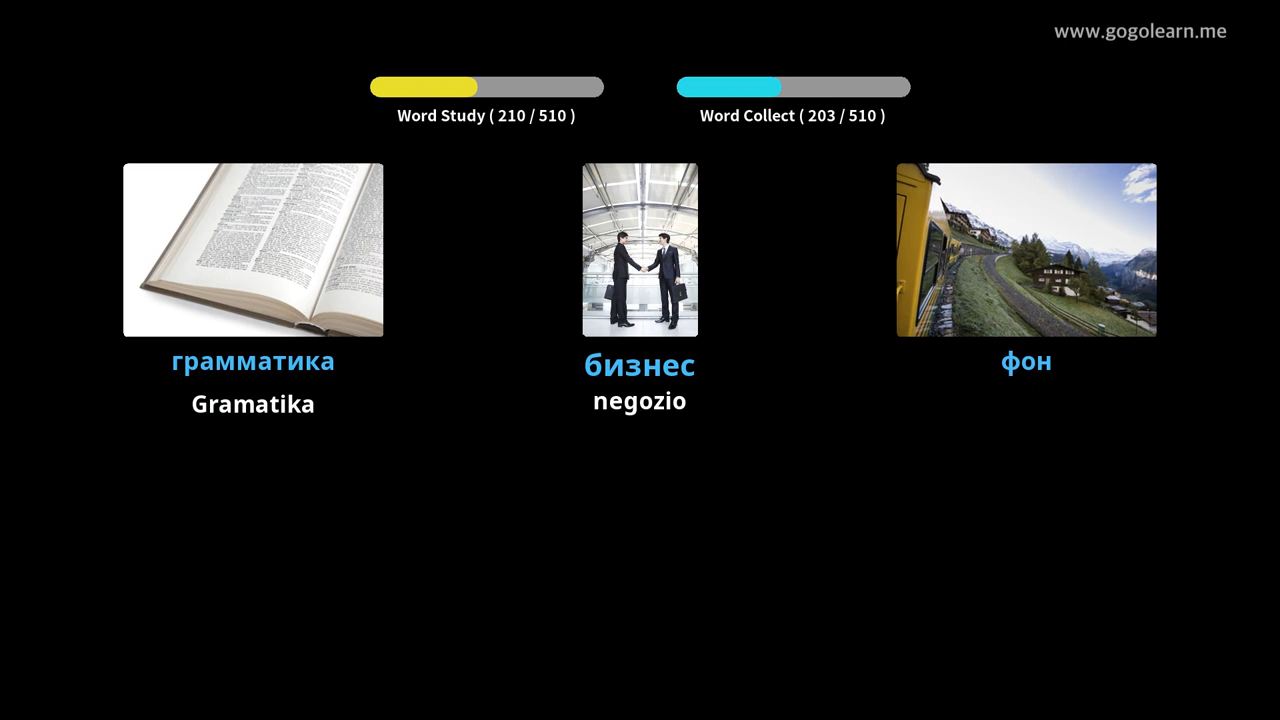 www.gogolearn.me
Word Study ( 210 / 510 )
Word Collect ( 203 / 510 )
грамматика
Gramatika
бизнес
negozio
фон